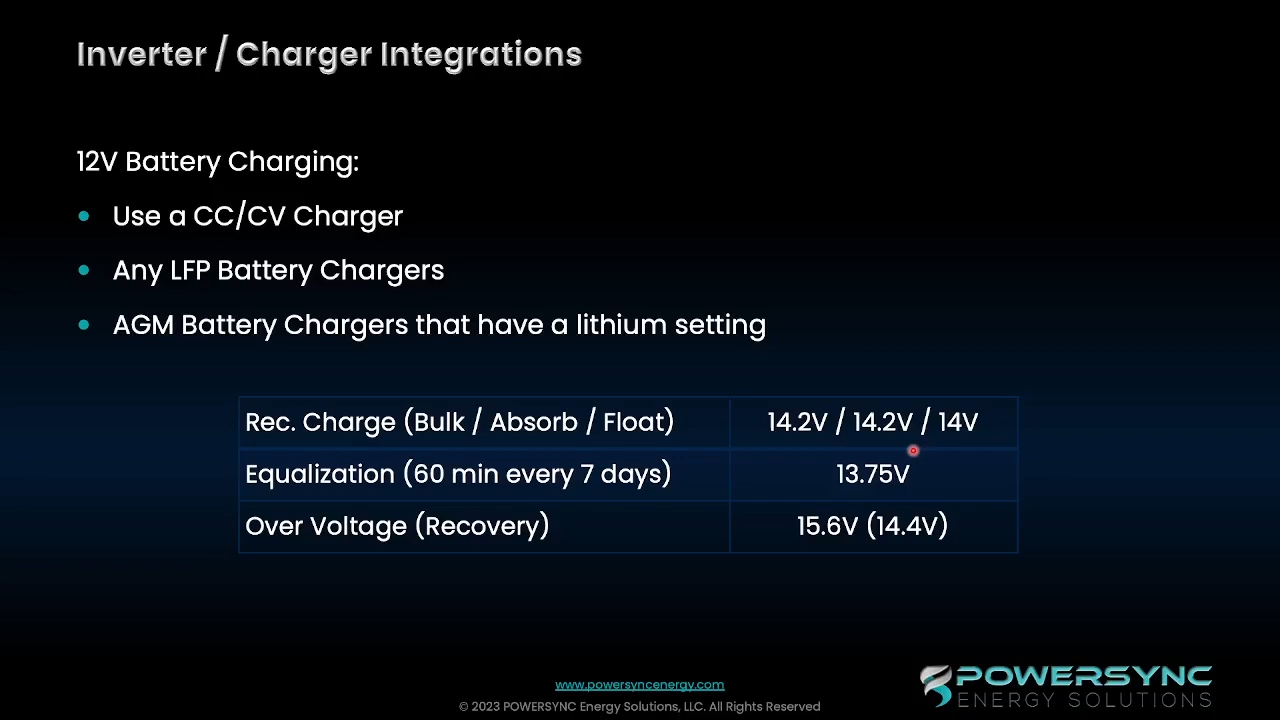 Inverter / Charger Integrations
12V Battery Charging:
Use a CC/CV Charger
Any LFP Battery Chargers
AGM Battery Chargers that have a lithium setting
Rec. Charge (Bulk / Absorb / Float) 14.2V / 14.2V / 14V
Equalization (60 min every 7 days) 13.75V
Over Voltage (Recovery) 15.6V (14.4V)
www.powersyncenergy.com
© 2023 POWERSYNC Energy Solutions, LLC. All Rights Reserved
POWERSYNC
ENERGY SOLUTIONS